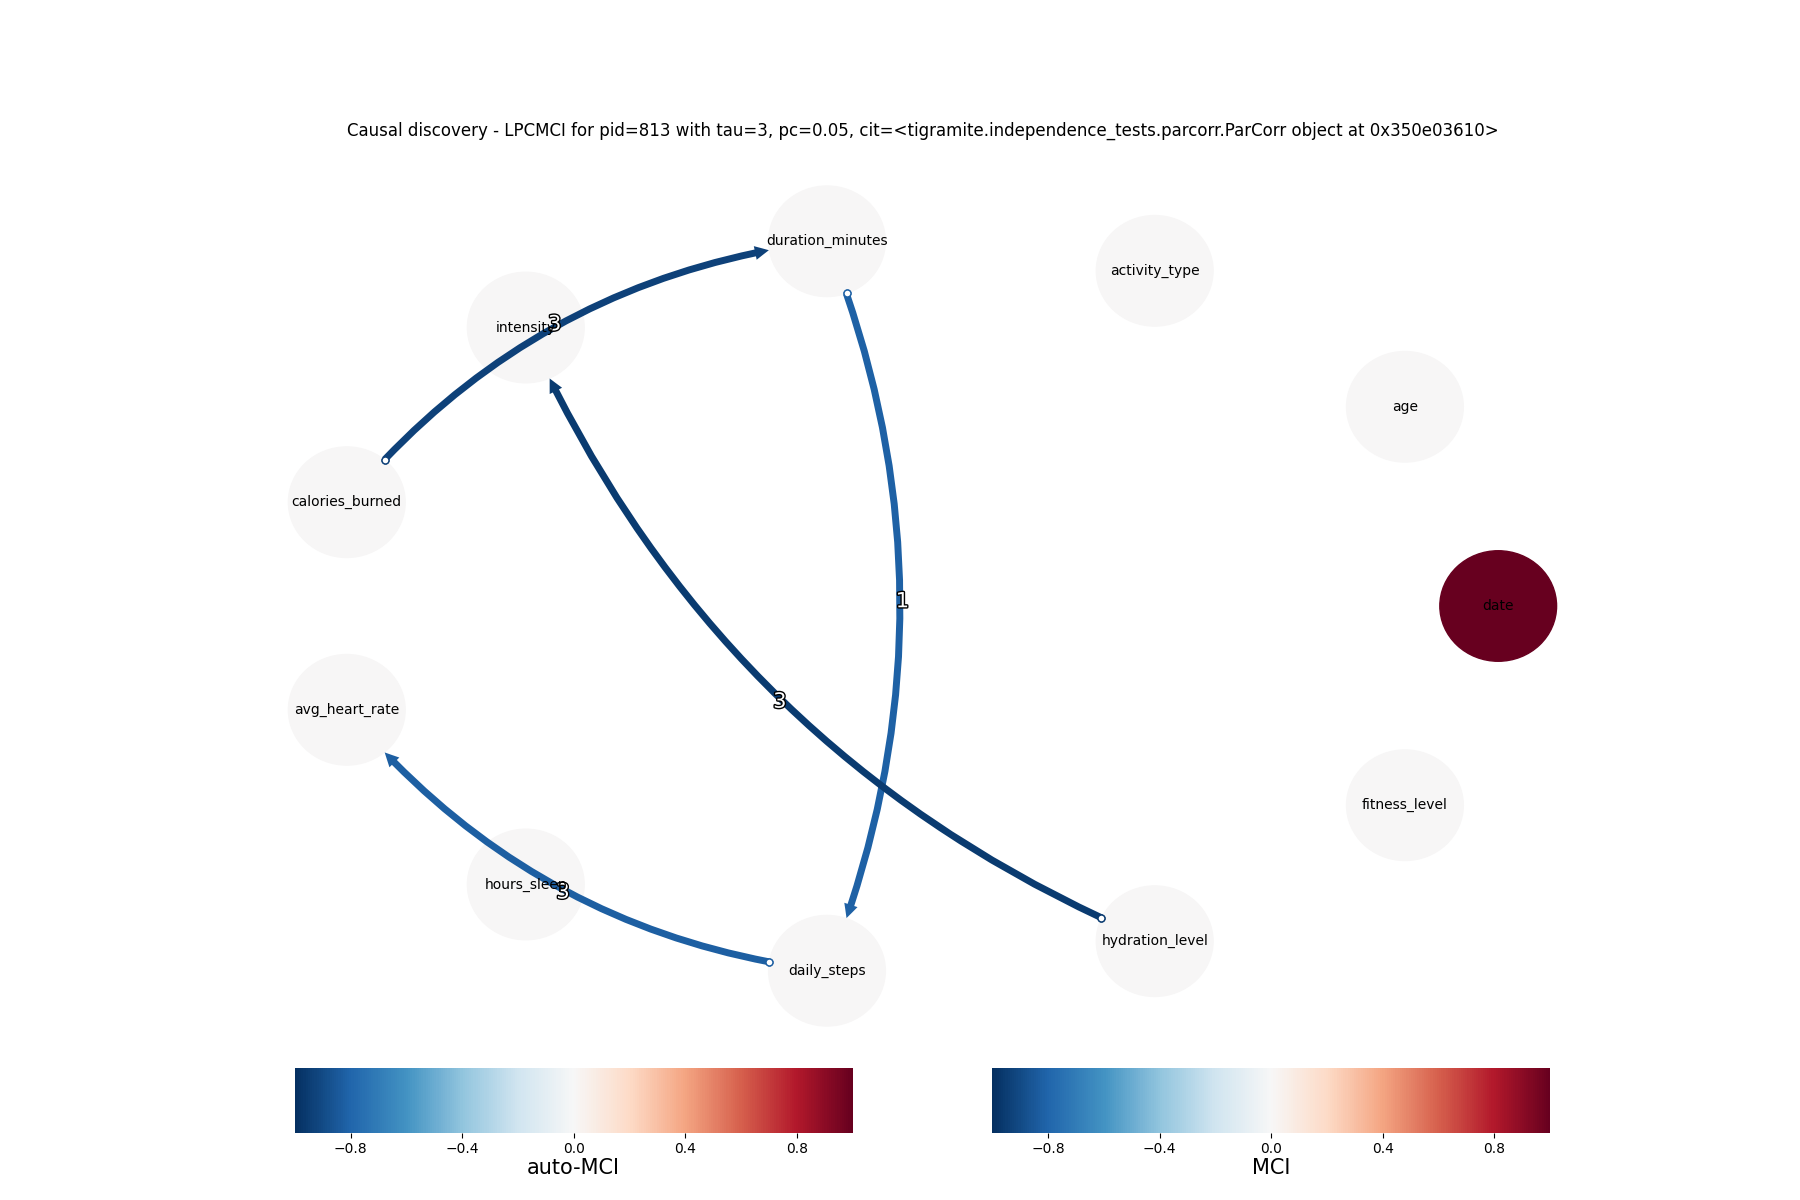 Causal discovery - LPCMCI for pid=813 with tau=3, pc=0.05, cit=<tigramite.independence_tests.parcorr.ParCorr object at 0x350e03610>
duration_minutes
activity_type
intensity
3
age
calories_burned
1
date
3
avg_heart_rate
fitness_level
hours_sleep
3
hydration_level
daily_steps
−0.8 −0.4 0.0 0.4 0.8
auto-MCI
−0.8 −0.4 0.0 0.4 0.8
MCI